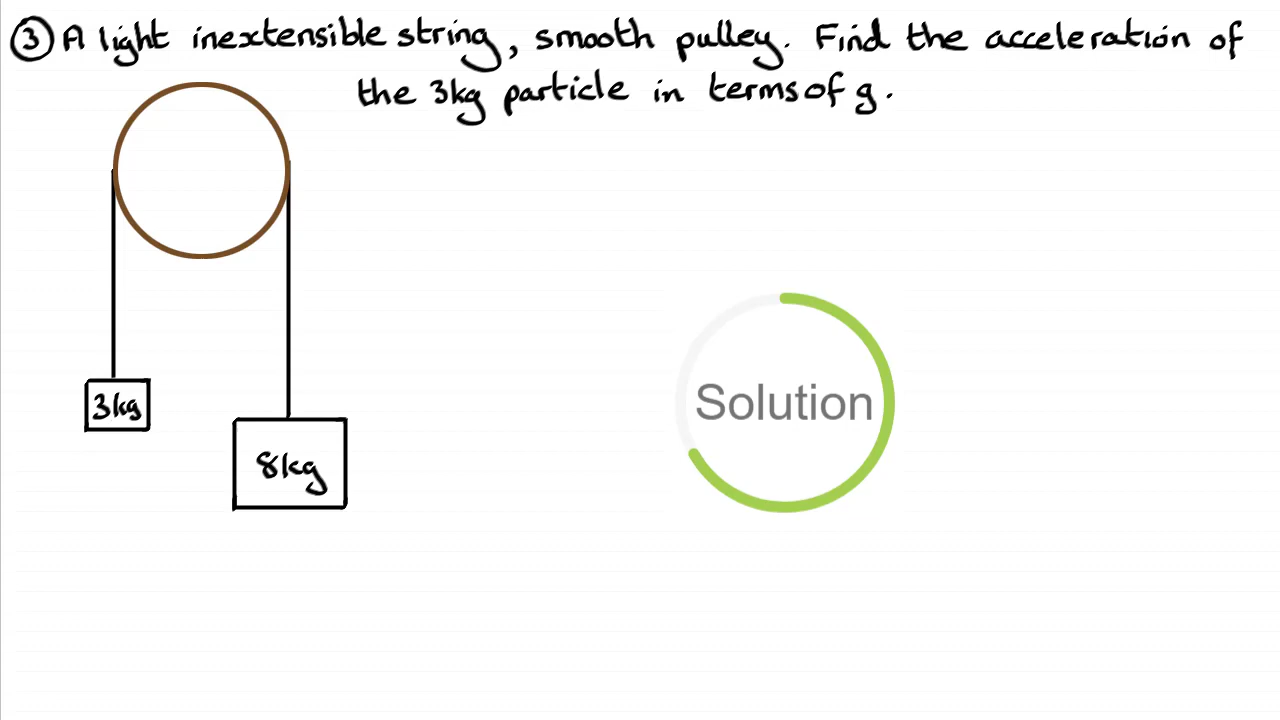 ③ A light inextensible string, smooth pulley. Find the acceleration of
the 3kg particle in terms of g.
3kg
Solution
8kg